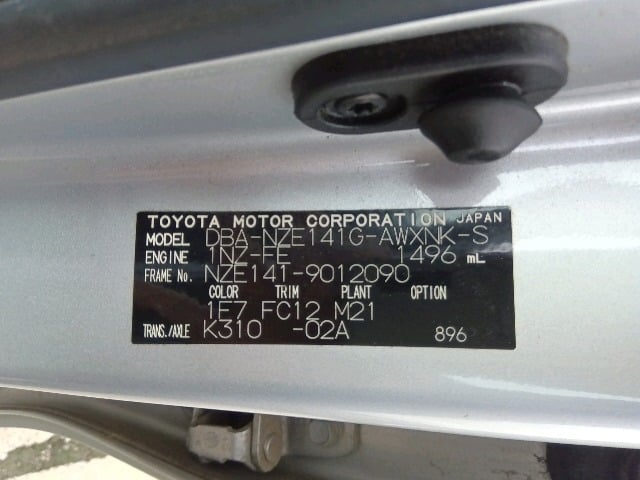 TOYOTA MOTOR CORPORATION JAPAN
MODEL DBA-NZE141G-AWXNK-S
ENGINE 1NZ-FE 1496 mL
FRAME No. NZE141-9012090
COLOR TRIM PLANT OPTION
1E7 FC12 M21
TRANS./AXLE K310 -02A 896